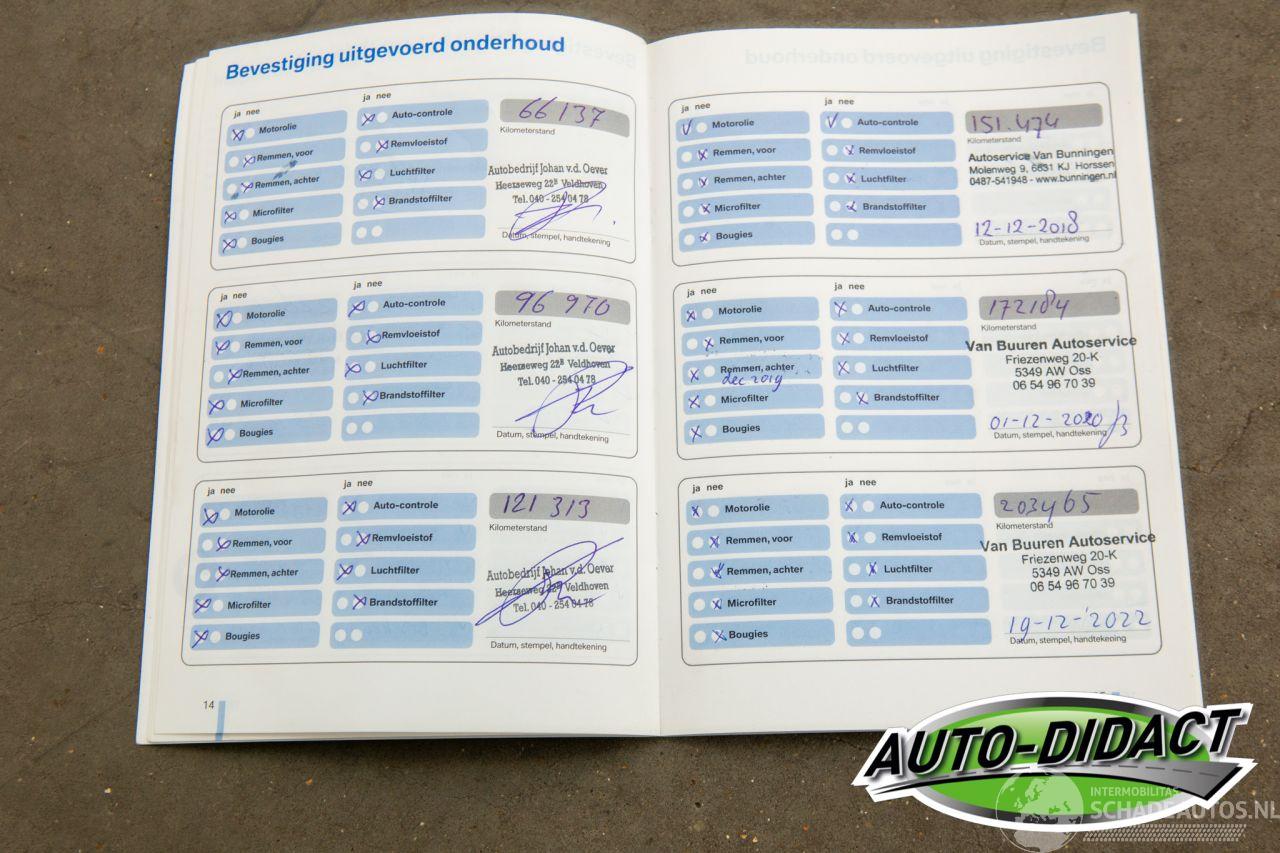 Bevestiging uitgevoerd onderhoud
ja nee
ja nee
66137
Motorolie
Auto-controle
Kilometerstand
Remmen, voor
Remvloeistof
Remmen, achter
Luchtfilter
Autobedrijf Johan v.d. Oever
Heerseweg 22B Veldhoven
Tel. 040 - 254 04 78
Microfilter
Brandstoffilter
Bougies
Datum, stempel, handtekening
ja nee
ja nee
96 970
Motorolie
Auto-controle
Kilometerstand
Remmen, voor
Remvloeistof
Remmen, achter
Luchtfilter
Autobedrijf Johan v.d. Oever
Heerseweg 22B Veldhoven
Tel. 040 - 254 04 78
Microfilter
Brandstoffilter
Bougies
Datum, stempel, handtekening
ja nee
ja nee
121 313
Motorolie
Auto-controle
Kilometerstand
Remmen, voor
Remvloeistof
Remmen, achter
Luchtfilter
Autobedrijf Johan v.d. Oever
Heerseweg 22B Veldhoven
Tel. 040 - 254 04 78
Microfilter
Brandstoffilter
Bougies
Datum, stempel, handtekening
14
ja nee
ja nee
151.474
Motorolie
Auto-controle
Kilometerstand
Remmen, voor
Remvloeistof
Remmen, achter
Luchtfilter
Autoservice Van Bunningen
Molenweg 9, 6631 KJ Horssen
0487-541948 - www.bunningen.nl
Microfilter
Brandstoffilter
Bougies
12-12-2018
Datum, stempel, handtekening
ja nee
ja nee
172184
Motorolie
Auto-controle
Kilometerstand
Remmen, voor
Remvloeistof
Remmen, achter
dec 2019
Luchtfilter
Van Buuren Autoservice
Friezenweg 20-K
5349 AW Oss
06 54 96 70 39
Microfilter
Brandstoffilter
Bougies
01-12-2020
Datum, stempel, handtekening
ja nee
ja nee
203465
Motorolie
Auto-controle
Kilometerstand
Remmen, voor
Remvloeistof
Remmen, achter
Luchtfilter
Van Buuren Autoservice
Friezenweg 20-K
5349 AW Oss
06 54 96 70 39
Microfilter
Brandstoffilter
Bougies
19-12-2022
Datum, stempel, handtekening
AUTO-DIDACT
INTERMOBILITAS
SCHADEAUTOS.NL